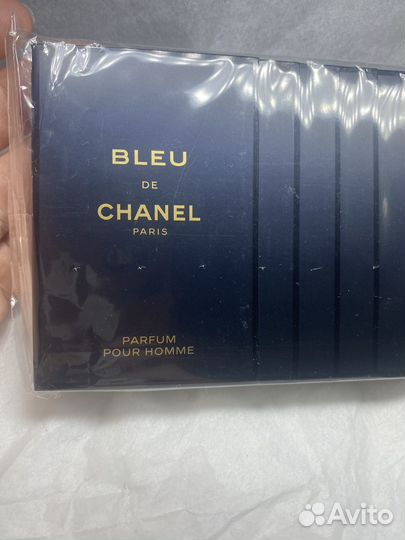 BLEU
DE
CHANEL
PARIS
PARFUM
POUR HOMME
Avito